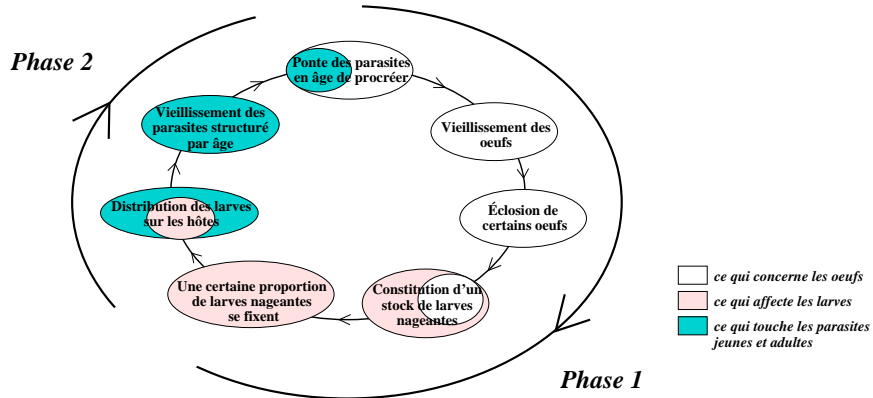 Phase 2
Ponte des parasites
en âge de procréer
Vieillissement des
oeufs
Éclosion de
certains oeufs
Constitution d'un
stock de larves
nageantes
Une certaine proportion
de larves nageantes
se fixent
Distribution des larves
sur les hôtes
Vieillissement des
parasites structuré
par âge
Phase 1
ce qui concerne les oeufs
ce qui affecte les larves
ce qui touche les parasites
jeunes et adultes